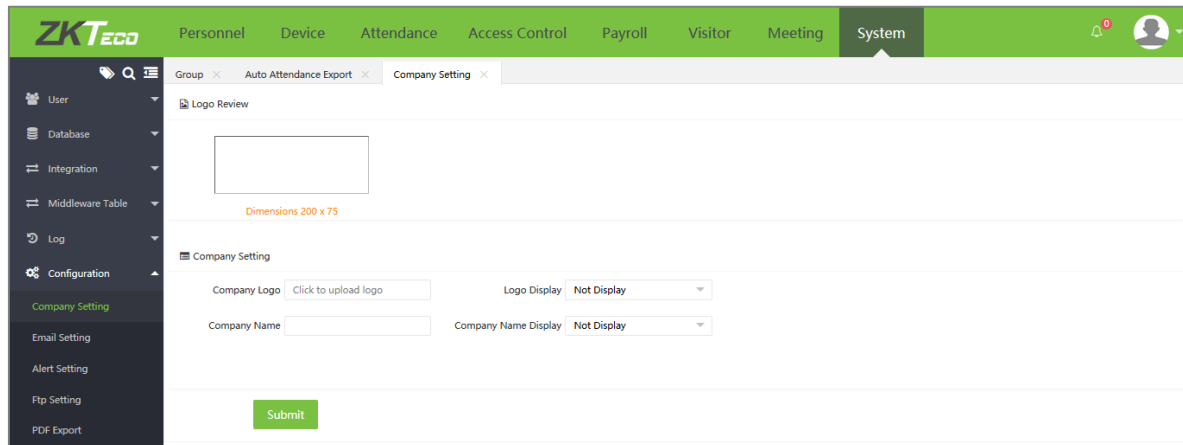 ZKTECO Personnel Device Attendance Access Control Payroll Visitor Meeting System 0
Group Auto Attendance Export Company Setting
User
Logo Review
Database
Integration
Middleware Table
Dimensions 200 x 75
Log
Company Setting
Configuration
Company Logo Click to upload logo Logo Display Not Display
Company Setting
Company Name Company Name Display Not Display
Email Setting
Alert Setting
Ftp Setting
Submit
PDF Export